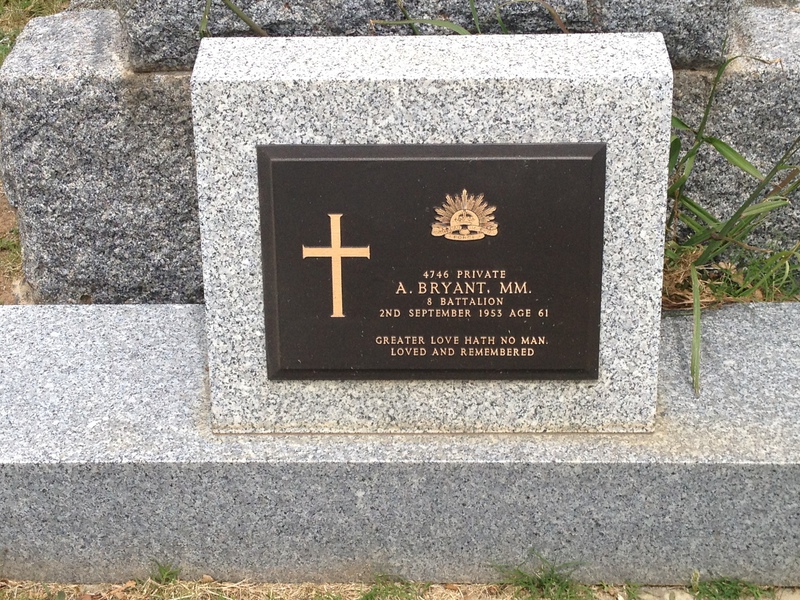 4746 PRIVATE
A. BRYANT. MM.
8 BATTALION
2ND SEPTEMBER 1953 AGE 61
GREATER LOVE HATH NO MAN.
LOVED AND REMEMBERED